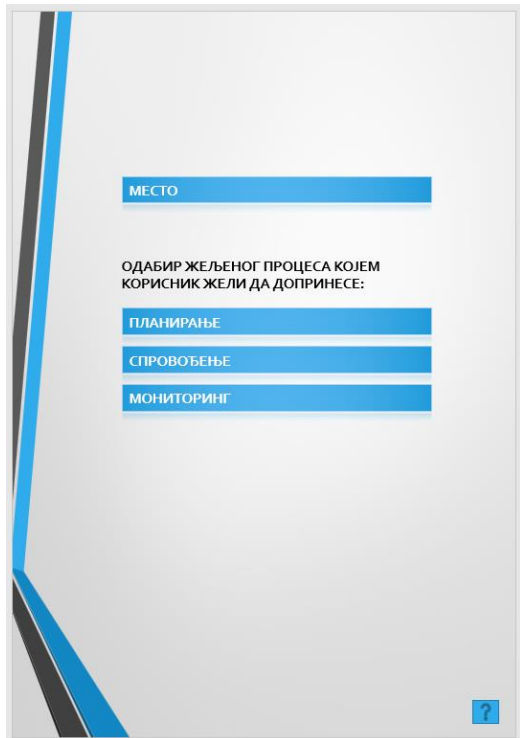 МЕСТО
ОДАБИР ЖЕЉЕНОГ ПРОЦЕСА КОЈЕМ
КОРИСНИК ЖЕЛИ ДА ДОПРИНЕСЕ:
ПЛАНИРАЊЕ
СПРОВОЂЕЊЕ
МОНИТОРИНГ
?